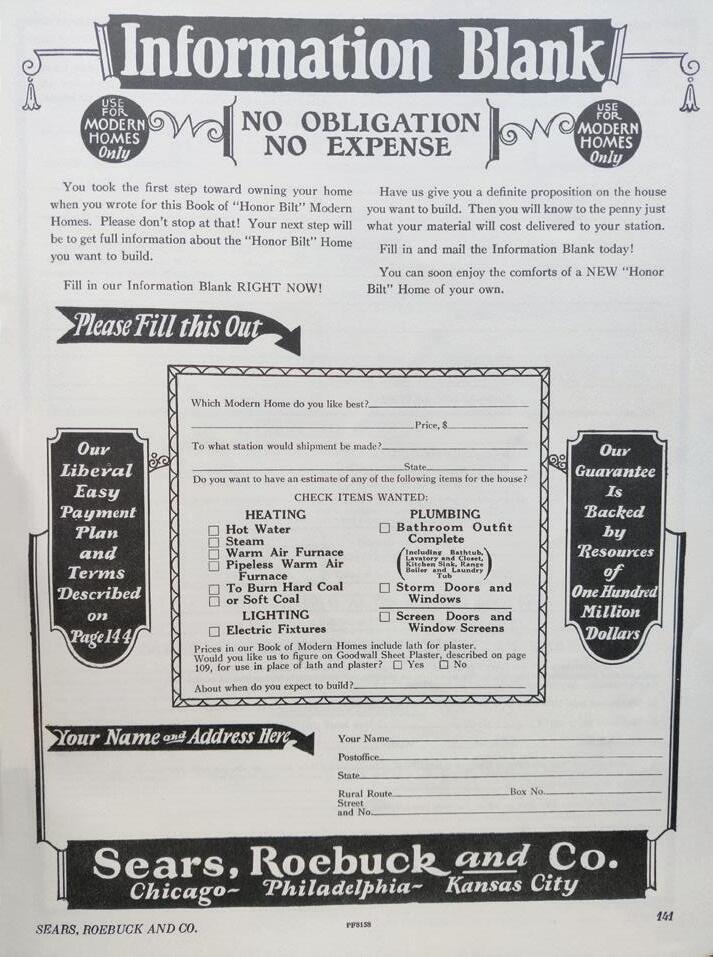 Information Blank
USE
FOR
MODERN
HOMES
Only
NO OBLIGATION
NO EXPENSE
USE
FOR
MODERN
HOMES
Only
You took the first step toward owning your home
when you wrote for this Book of "Honor Bilt" Modern
Homes. Please don't stop at that! Your next step will
be to get full information about the "Honor Bilt" Home
you want to build.
Fill in our Information Blank RIGHT NOW!
Have us give you a definite proposition on the house
you want to build. Then you will know to the penny just
what your material will cost delivered to your station.
Fill in and mail the Information Blank today!
You can soon enjoy the comforts of a NEW "Honor
Bilt" Home of your own.
Please Fill this Out
Our
Liberal
Easy
Payment
Plan
and
Terms
Described
on
Page 144
Which Modern Home do you like best?
Price, $
To what station would shipment be made?
State
Do you want to have an estimate of any of the following items for the house?
CHECK ITEMS WANTED:
HEATING
Hot Water
Steam
Warm Air Furnace
Pipeless Warm Air
Furnace
To Burn Hard Coal
or Soft Coal
LIGHTING
Electric Fixtures
PLUMBING
Bathroom Outfit
Complete
(Including Bathtub,
Lavatory and Closet,
Kitchen Sink, Range
Boiler and Laundry
Tub)
Storm Doors and
Windows
Screen Doors and
Window Screens
Prices in our Book of Modern Homes include lath for plaster.
Would you like us to figure on Goodwall Sheet Plaster, described on page
109, for use in place of lath and plaster? Yes No
About when do you expect to build?
Our
Guarantee
Is
Backed
by
Resources
of
One Hundred
Million
Dollars
Your Name and Address Here
Your Name
Postoffice
State
Rural Route Box No.
Street
and No.
Sears, Roebuck and Co.
Chicago- Philadelphia- Kansas City
SEARS, ROEBUCK AND CO.
PF8158
141